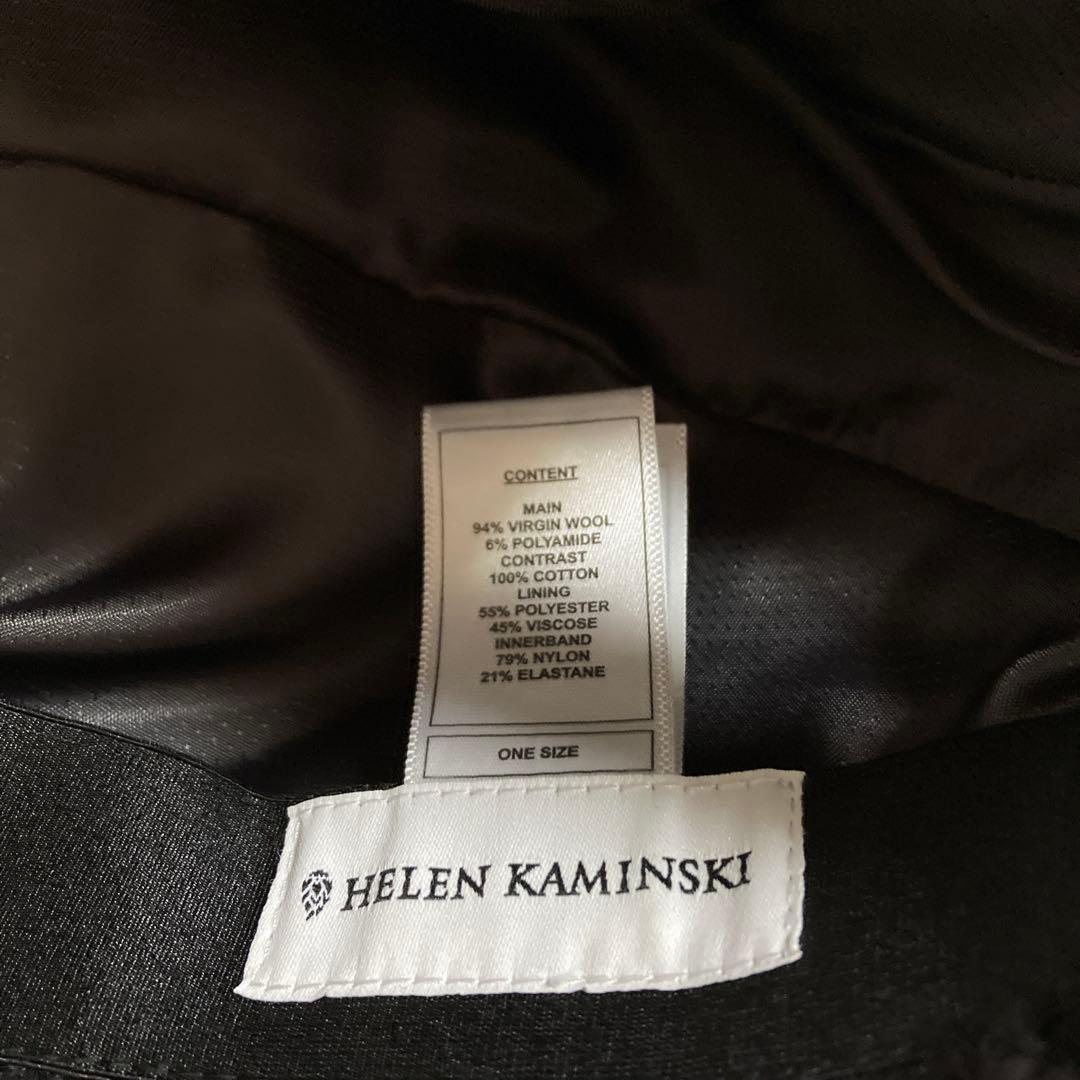 CONTENT
MAIN
94% VIRGIN WOOL
6% POLYAMIDE
CONTRAST
100% COTTON
LINING
55% POLYESTER
45% VISCOSE
INNERBAND
79% NYLON
21% ELASTANE
ONE SIZE
HELEN KAMINSKI